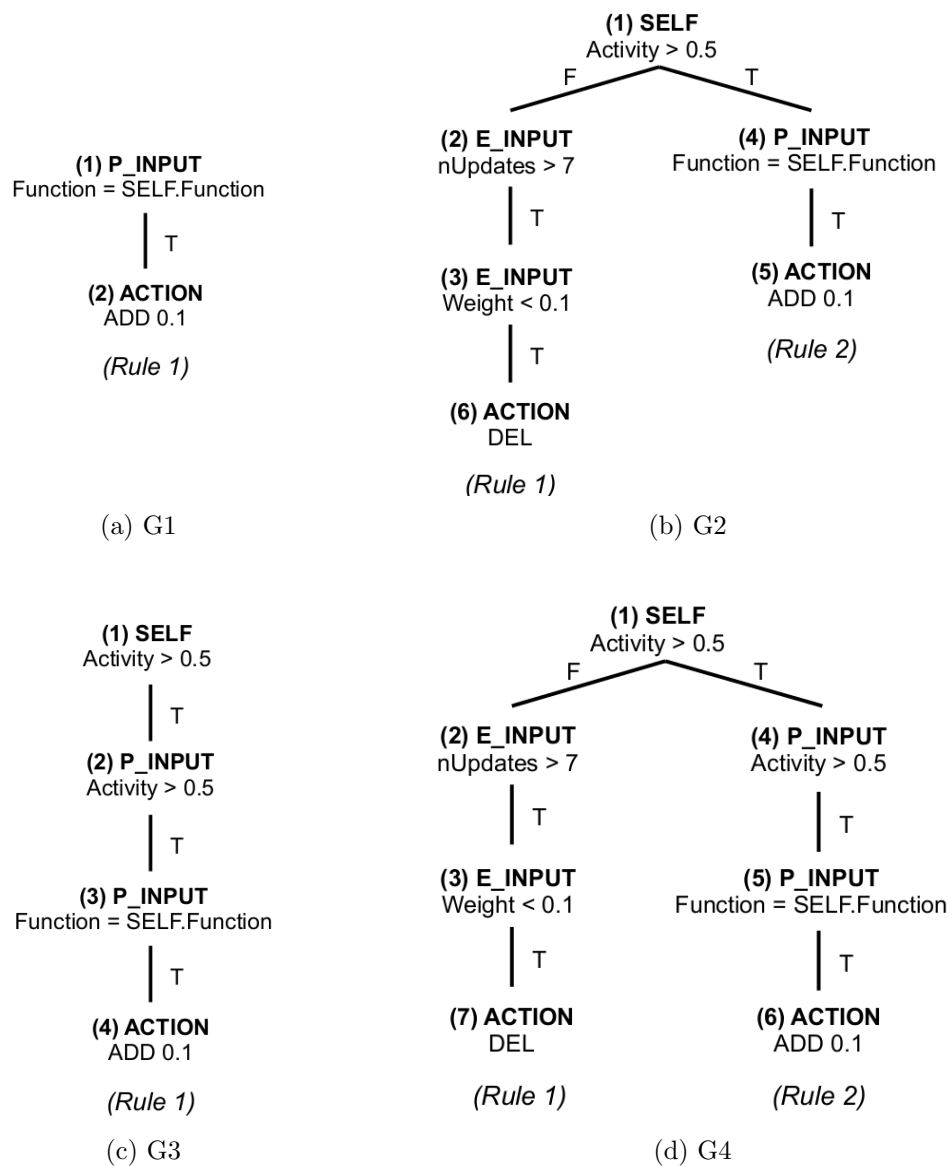 (1) P_INPUT
Function = SELF.Function
T
(2) ACTION
ADD 0.1
(Rule 1)
(a) G1
(1) SELF
Activity > 0.5
F
T
(2) E_INPUT
nUpdates > 7
T
(3) E_INPUT
Weight < 0.1
T
(6) ACTION
DEL
(Rule 1)
(4) P_INPUT
Function = SELF.Function
T
(5) ACTION
ADD 0.1
(Rule 2)
(b) G2
(1) SELF
Activity > 0.5
T
(2) P_INPUT
Activity > 0.5
T
(3) P_INPUT
Function = SELF.Function
T
(4) ACTION
ADD 0.1
(Rule 1)
(c) G3
(1) SELF
Activity > 0.5
F
T
(2) E_INPUT
nUpdates > 7
T
(3) E_INPUT
Weight < 0.1
T
(7) ACTION
DEL
(Rule 1)
(4) P_INPUT
Activity > 0.5
T
(5) P_INPUT
Function = SELF.Function
T
(6) ACTION
ADD 0.1
(Rule 2)
(d) G4